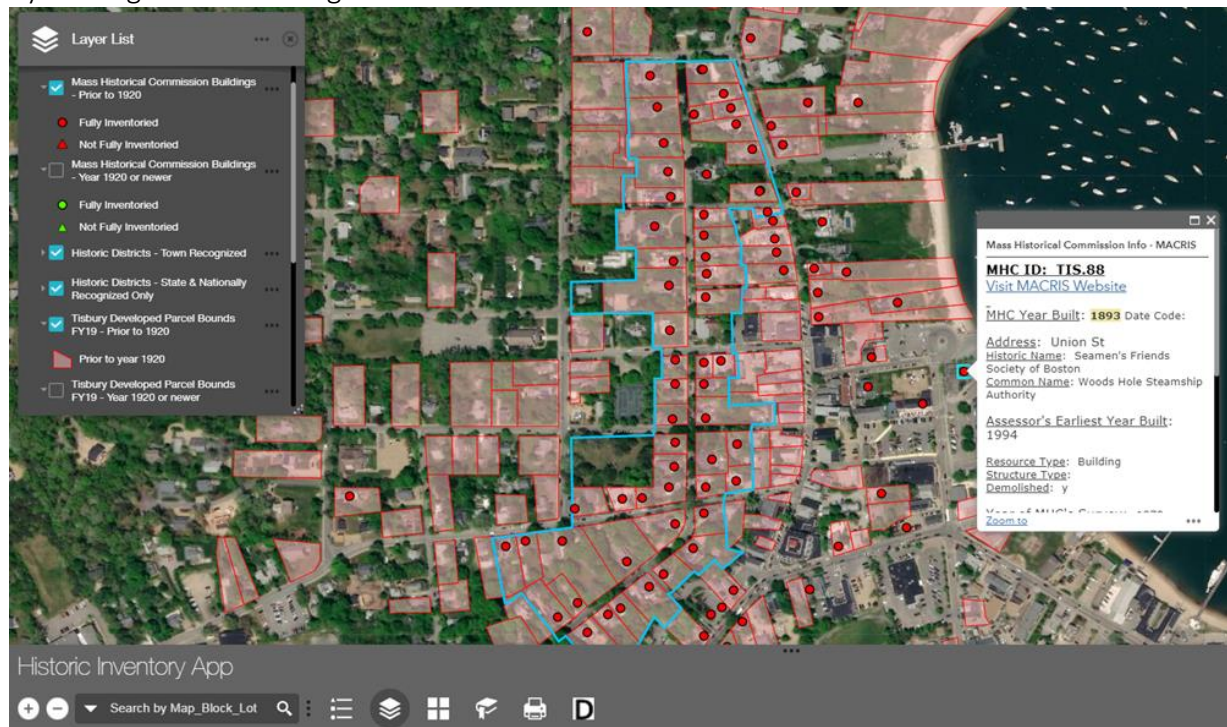 Layer List
Mass Historical Commission Buildings
- Prior to 1920
Fully Inventoried
Not Fully Inventoried
Mass Historical Commission Buildings
- Year 1920 or newer
Fully Inventoried
Not Fully Inventoried
Historic Districts - Town Recognized
Historic Districts - State & Nationally
Recognized Only
Tisbury Developed Parcel Bounds
FY19 - Prior to 1920
Prior to year 1920
Tisbury Developed Parcel Bounds
FY19 - Year 1920 or newer
Mass Historical Commission Info - MACRIS
MHC ID: TIS.88
Visit MACRIS Website
MHC Year Built: 1893 Date Code:
Address: Union St
Historic Name: Seamen's Friends
Society of Boston
Common Name: Woods Hole Steamship
Authority
Assessor's Earliest Year Built:
1994
Resource Type: Building
Structure Type:
Demolished: y
Zoom to
Historic Inventory App
Search by Map_Block_Lot
D